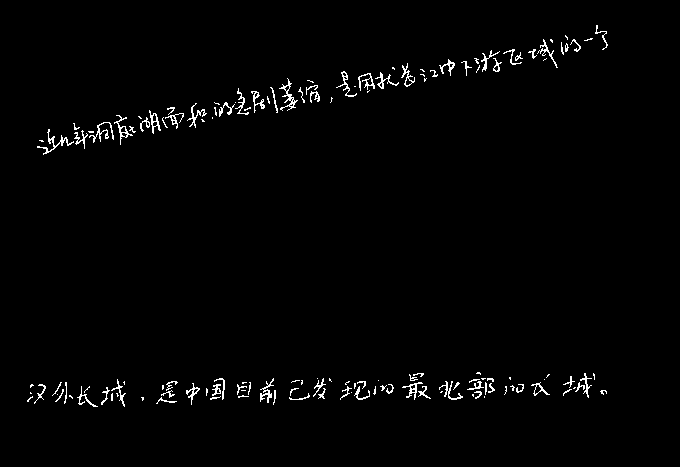 近几年洞庭湖面积的急剧萎缩，是困扰长江中下游区域的一个
汉外长城，是中国目前已发现的最北部的长城。